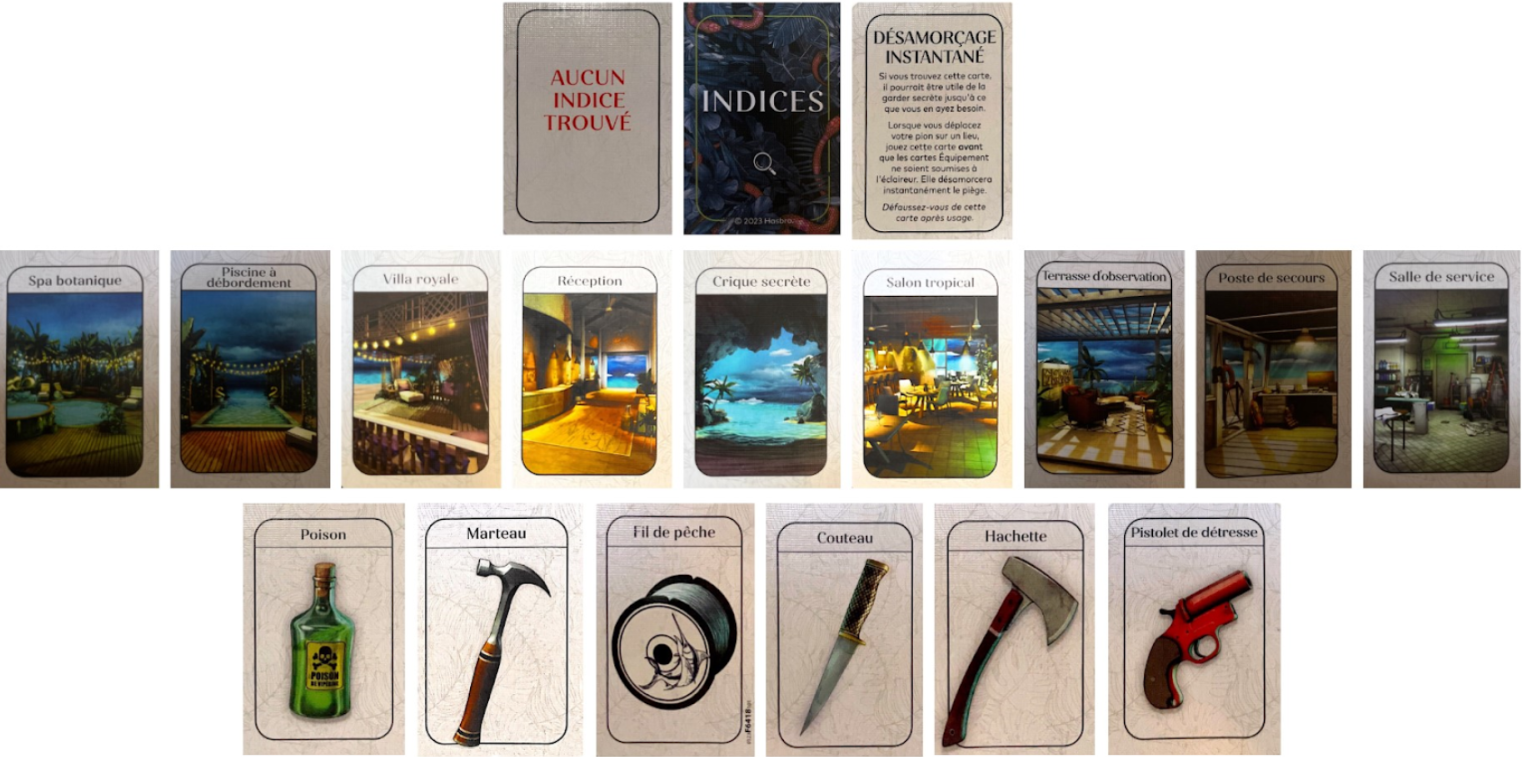 AUCUN
INDICE
TROUVÉ
INDICES
© 2023 Hasbro.
DÉSAMORÇAGE
INSTANTANÉ
Si vous trouvez cette carte,
il pourrait être utile de la
garder secrète jusqu'à ce
que vous en ayez besoin.
Lorsque vous déplacez
votre pion sur un lieu,
jouez cette carte avant
que les cartes Équipement
ne soient soumises à
l'éclaireur. Elle désamorcera
instantanément le piège.
Défaussez-vous de cette
carte après usage.
Spa botanique
Piscine à
débordement
Villa royale
Réception
Crique secrète
Salon tropical
Terrasse d'observation
Poste de secours
Salle de service
Poison
POISON
Marteau
Fil de pêche
F6418
Couteau
Hachette
Pistolet de détresse